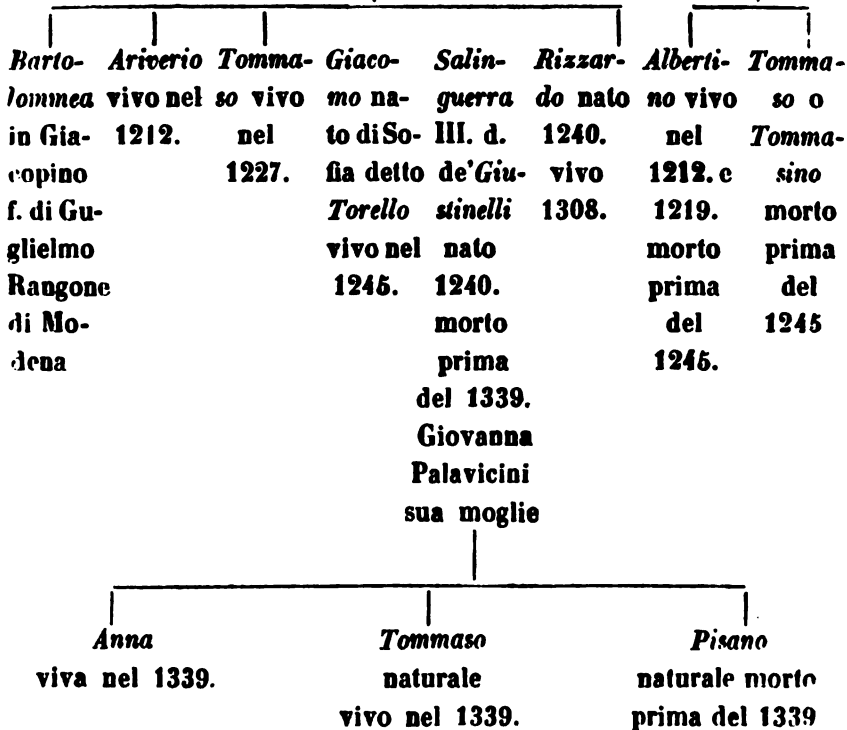 Barto-
lommea
in Gia-
copino
f. di Gu-
glielmo
Rangone
di Mo-
dena
Ariverio
vivo nel
1212.
Tomma-
so vivo
nel
1227.
Giaco-
mo na-
to di So-
fia detto
Torello
vivo nel
1245.
Salin-
guerra
III. d.
de' Giu-
stinelli
nato
1240.
morto
prima
del 1339.
Giovanna
Palavicini
sua moglie
Rizzar-
do nato
1240.
vivo
1308.
Alberti-
no vivo
nel
1212. e
1219.
morto
prima
del
1245.
Tomma-
so o
Tomma-
sino
morto
prima
del
1245
Anna
viva nel 1339.
Tommaso
naturale
vivo nel 1339.
Pisano
naturale morto
prima del 1339